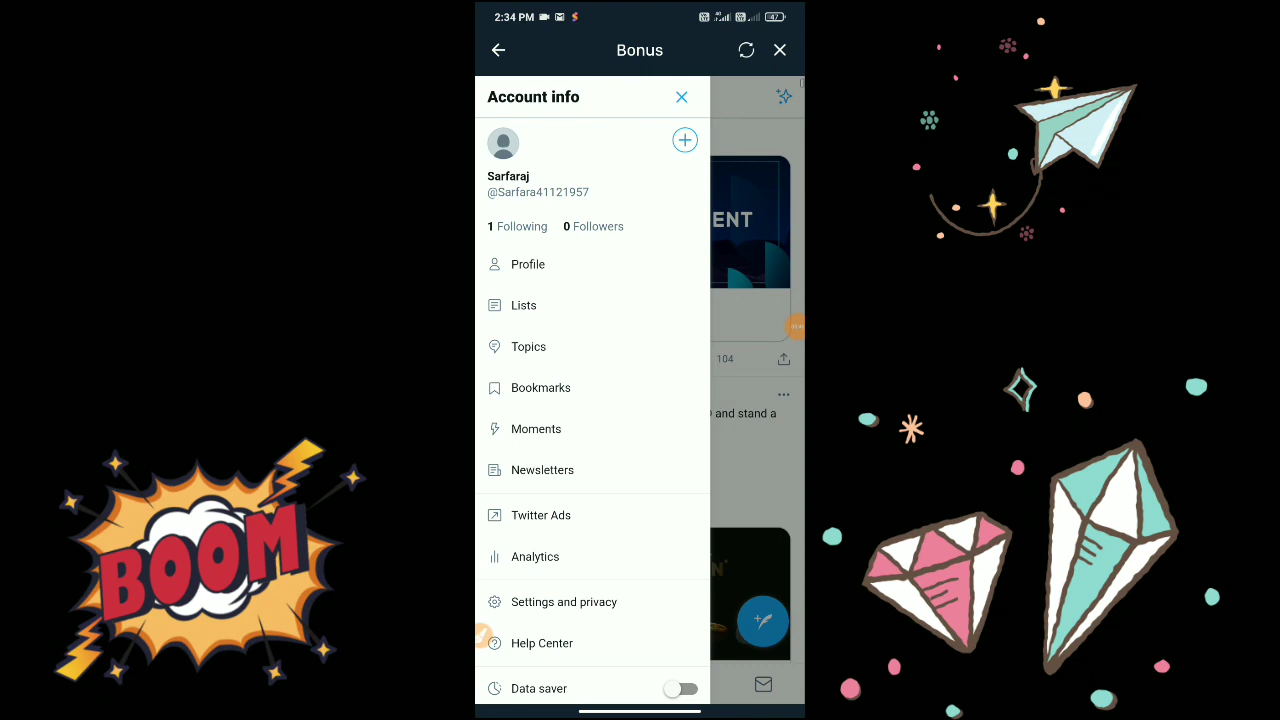 2:34 PM
47
Bonus
Account info
Sarfaraj
@Sarfara41121957
1 Following 0 Followers
ENT
Profile
Lists
Topics
104
Bookmarks
and stand a
Moments
Newsletters
Twitter Ads
Analytics
Settings and privacy
Help Center
Data saver
BOOM